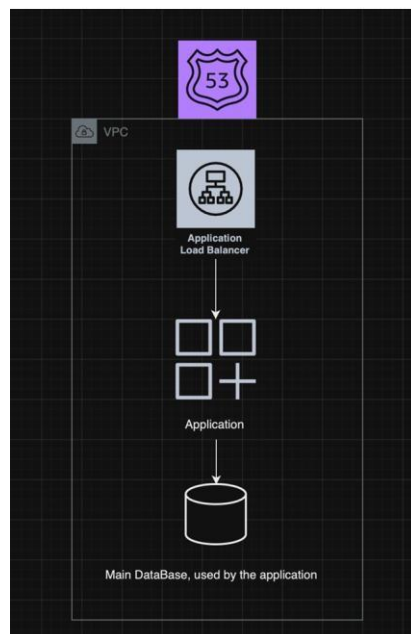 53
VPC
Application
Load Balancer
Application
Main DataBase, used by the application